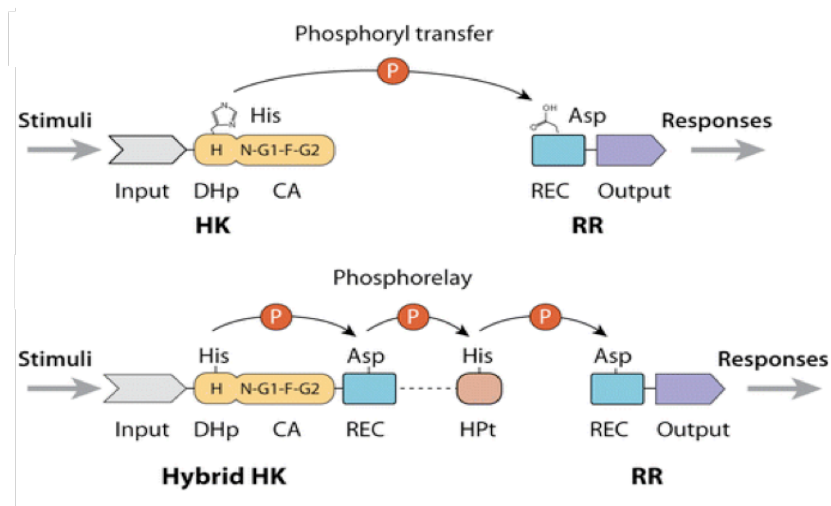 Phosphoryl transfer
P
N
N
His
OH
O
Asp
Stimuli
Responses
H N-G1-F-G2
Input DHp CA
REC Output
HK
RR
Phosphorelay
P P P
Stimuli
His Asp His Asp
Responses
H N-G1-F-G2
Input DHp CA REC HPt REC Output
Hybrid HK
RR